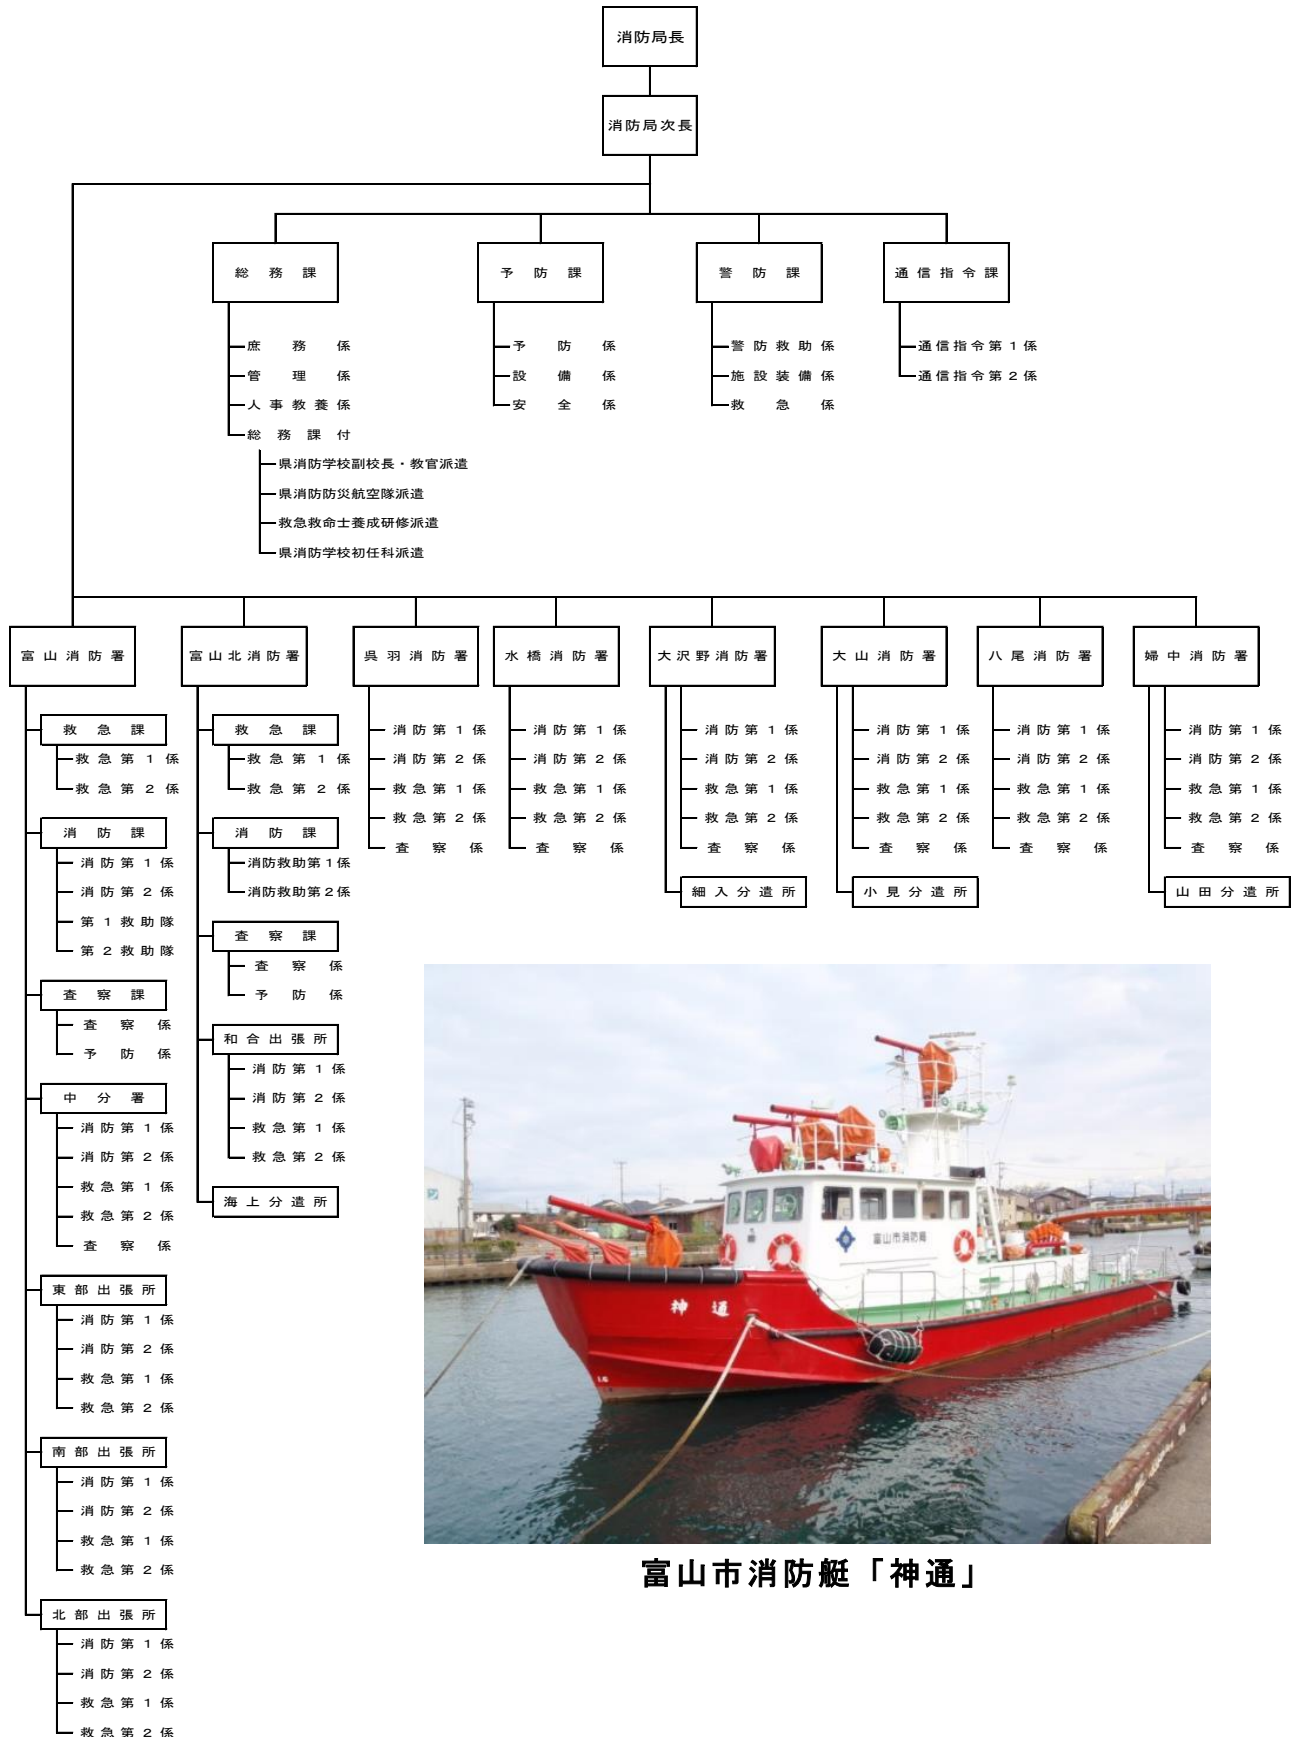 消防局長
消防局次長
総務課
庶務係
管理係
人事教養係
総務課付
県消防学校副校長・教官派遣
県消防防災航空隊派遣
救急救命士養成研修派遣
県消防学校初任科派遣
予防課
予防係
設備係
安全係
警防課
警防救助係
施設装備係
救急係
通信指令課
通信指令第1係
通信指令第2係
富山消防署
救急課
救急第1係
救急第2係
消防課
消防第1係
消防第2係
第1救助隊
第2救助隊
査察課
査察係
予防係
中分署
消防第1係
消防第2係
救急第1係
救急第2係
査察係
東部出張所
消防第1係
消防第2係
救急第1係
救急第2係
南部出張所
消防第1係
消防第2係
救急第1係
救急第2係
北部出張所
消防第1係
消防第2係
救急第1係
救急第2係
富山北消防署
救急課
救急第1係
救急第2係
消防課
消防救助第1係
消防救助第2係
査察課
査察係
予防係
和合出張所
消防第1係
消防第2係
救急第1係
救急第2係
海上分遣所
呉羽消防署
消防第1係
消防第2係
救急第1係
救急第2係
査察係
水橋消防署
消防第1係
消防第2係
救急第1係
救急第2係
査察係
大沢野消防署
消防第1係
消防第2係
救急第1係
救急第2係
査察係
細入分遣所
大山消防署
消防第1係
消防第2係
救急第1係
救急第2係
査察係
小見分遣所
八尾消防署
消防第1係
消防第2係
救急第1係
救急第2係
査察係
婦中消防署
消防第1係
消防第2係
救急第1係
救急第2係
査察係
山田分遣所
富山市消防艇
神通
富山市消防艇「神通」